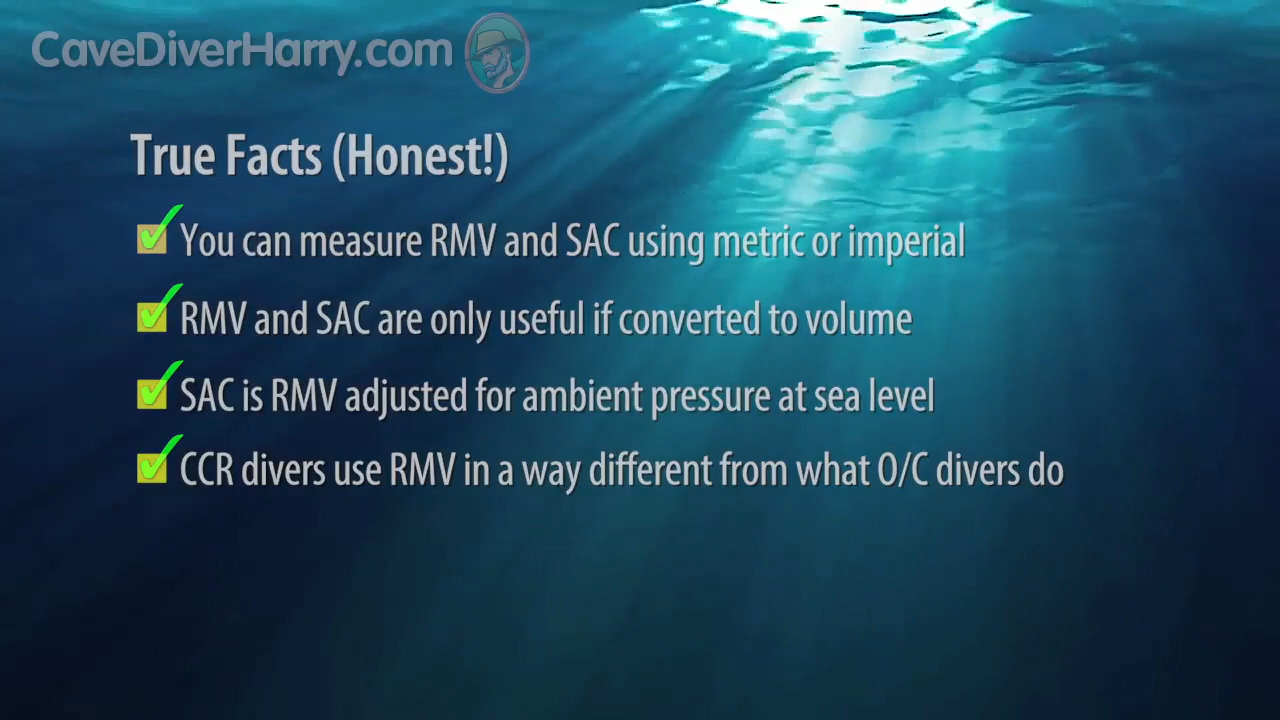 CaveDiverHarry.com
True Facts (Honest!)
You can measure RMV and SAC using metric or imperial
RMV and SAC are only useful if converted to volume
SAC is RMV adjusted for ambient pressure at sea level
CCR divers use RMV in a way different from what O/C divers do